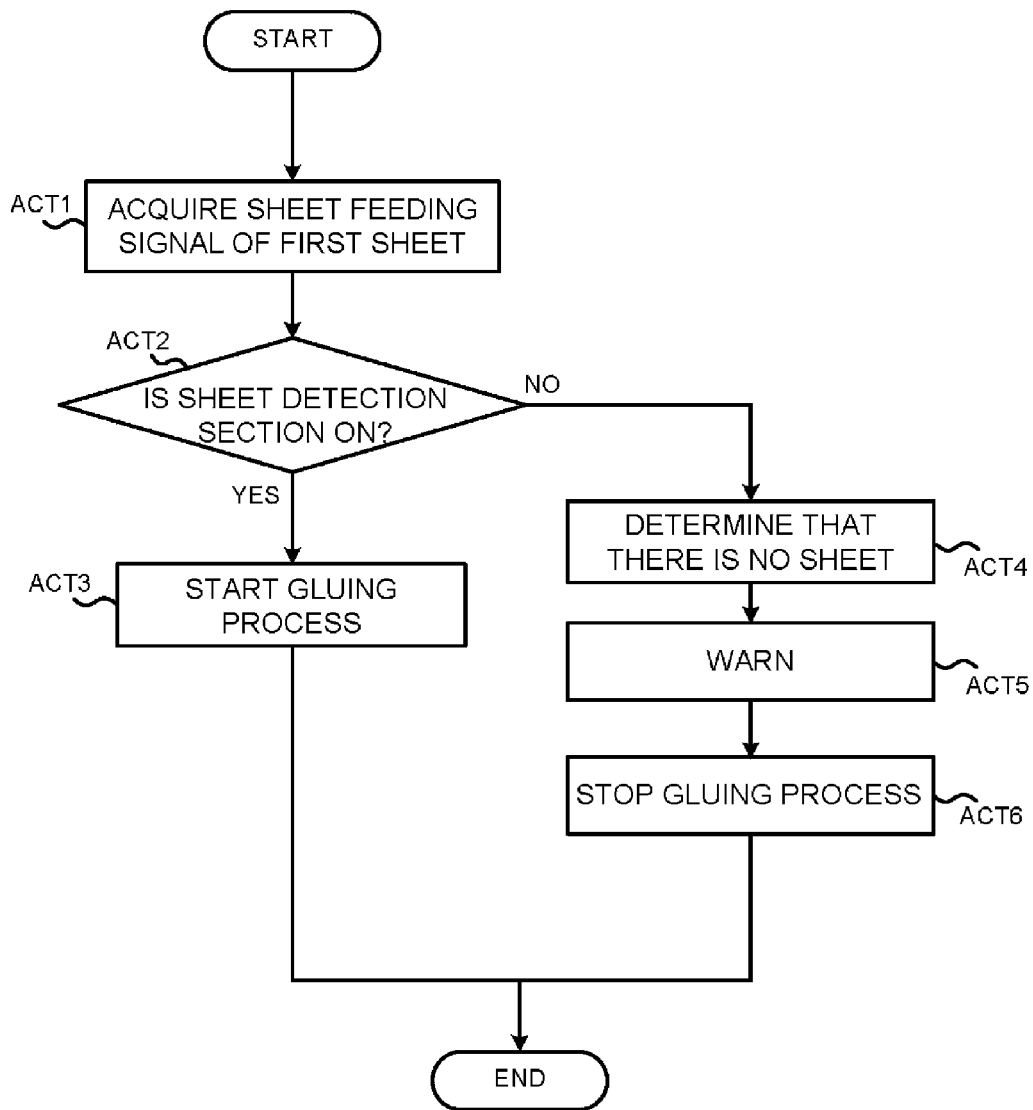 START
ACT1
ACQUIRE SHEET FEEDING
SIGNAL OF FIRST SHEET
ACT2
IS SHEET DETECTION
SECTION ON?
NO
YES
ACT3
START GLUING
PROCESS
DETERMINE THAT
THERE IS NO SHEET
ACT4
WARN
ACT5
STOP GLUING PROCESS
ACT6
END